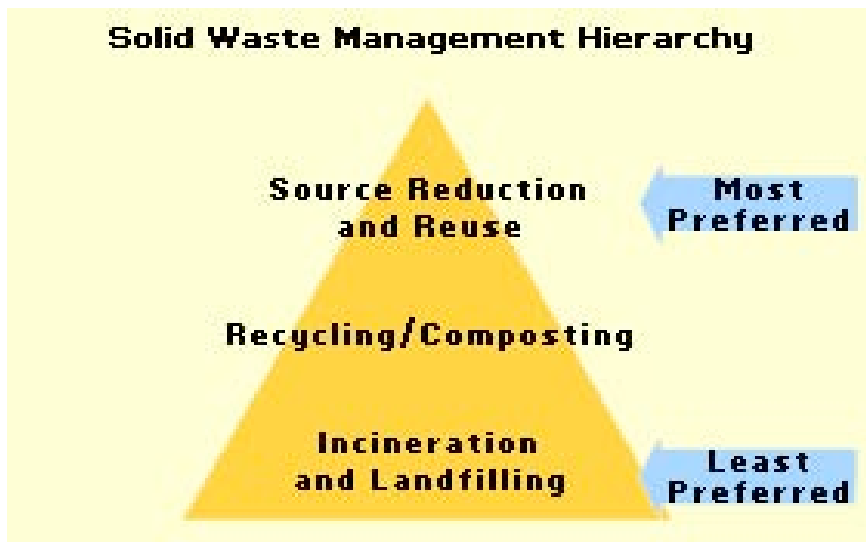 Solid Waste Management Hierarchy
Source Reduction
and Reuse
Most
Preferred
Recycling/Composting
Incineration
and Landfilling
Least
Preferred